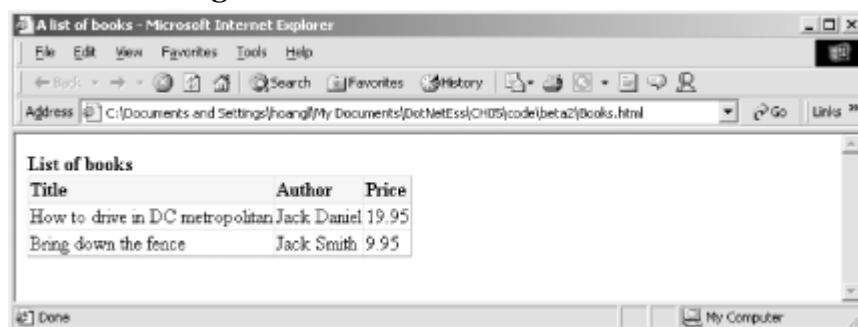 A list of books - Microsoft Internet Explorer
File Edit View Favorites Tools Help
Back Search Favorites History
Address C:\Documents and Settings\hoangl\My Documents\DotNetEss\CH05\code\beta2\Books.html Go Links »
List of books
Title Author Price
How to drive in DC metropolitan Jack Daniel 19.95
Bring down the fence Jack Smith 9.95
Done My Computer